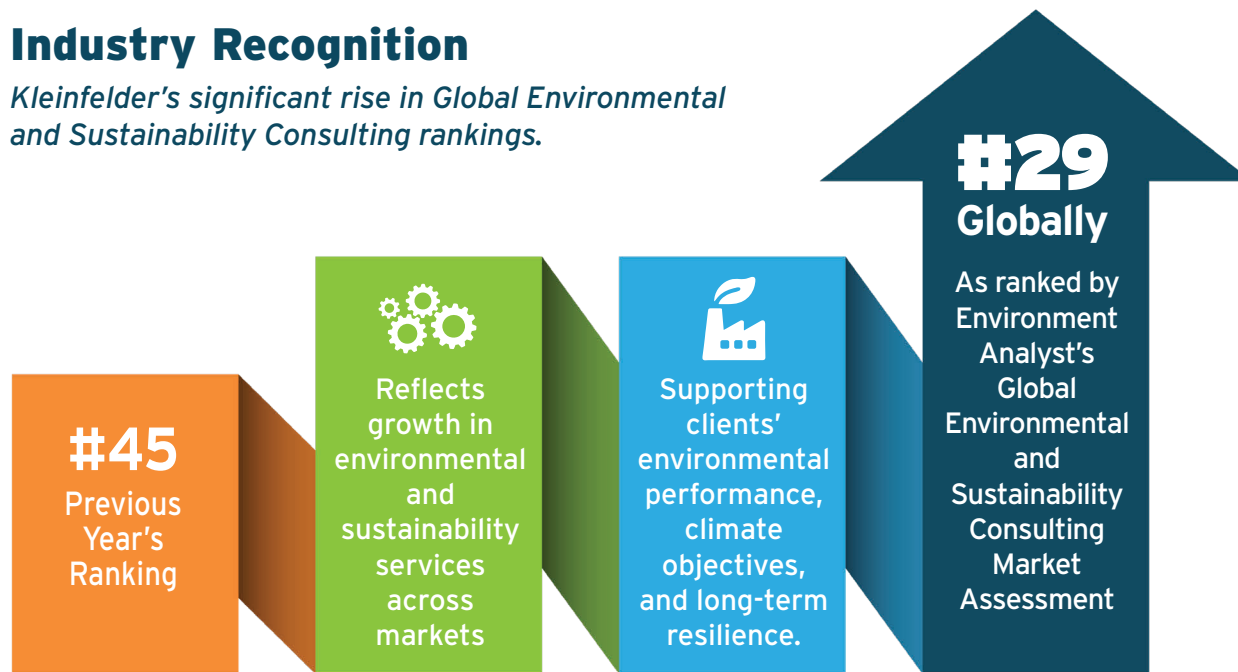 Industry Recognition
Kleinfelder's significant rise in Global Environmental
and Sustainability Consulting rankings.
#45
Previous
Year's
Ranking
Reflects
growth in
environmental
and
sustainability
services
across
markets
Supporting
clients'
environmental
performance,
climate
objectives,
and long-term
resilience.
#29
Globally
As ranked by
Environment
Analyst's
Global
Environmental
and
Sustainability
Consulting
Market
Assessment